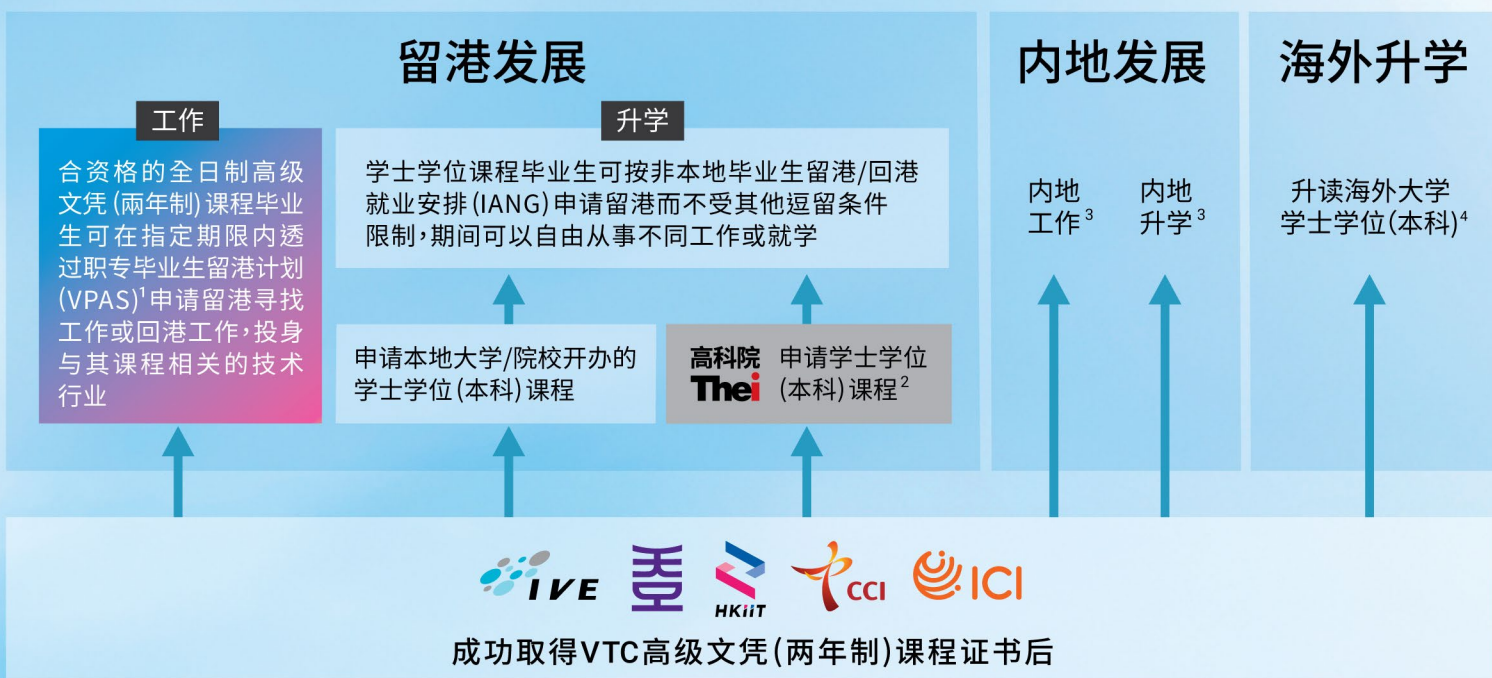 留港发展
工作
合资格的全日制高级
文凭(兩年制)课程毕业
生可在指定期限内透
过职专毕业生留港计划
(VPAS)¹申请留港寻找
工作或回港工作,投身
与其课程相关的技术
行业
升学
学士学位课程毕业生可按非本地毕业生留港/回港
就业安排(IANG)申请留港而不受其他逗留条件
限制,期间可以自由从事不同工作或就学
申请本地大学/院校开办的
学士学位(本科)课程
高科院
Thei
申请学士学位
(本科)课程²
内地发展
内地
工作³
内地
升学³
海外升学
升读海外大学
学士学位(本科)⁴
IVE
HKDI
HKiiT
CCI
ICI
成功取得VTC高级文凭(两年制)课程证书后